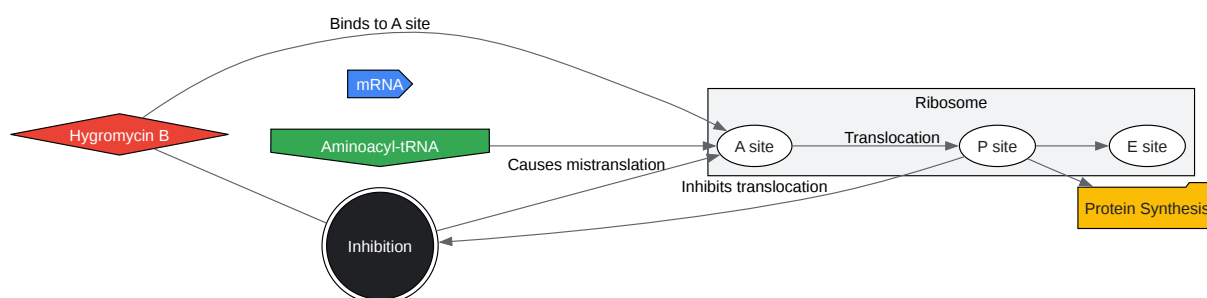 Binds to A site
mRNA
Ribosome
Hygromycin B
Aminoacyl-tRNA
Causes mistranslation
A site
Translocation
P site
E site
Inhibits translocation
Protein Synthesis
Inhibition